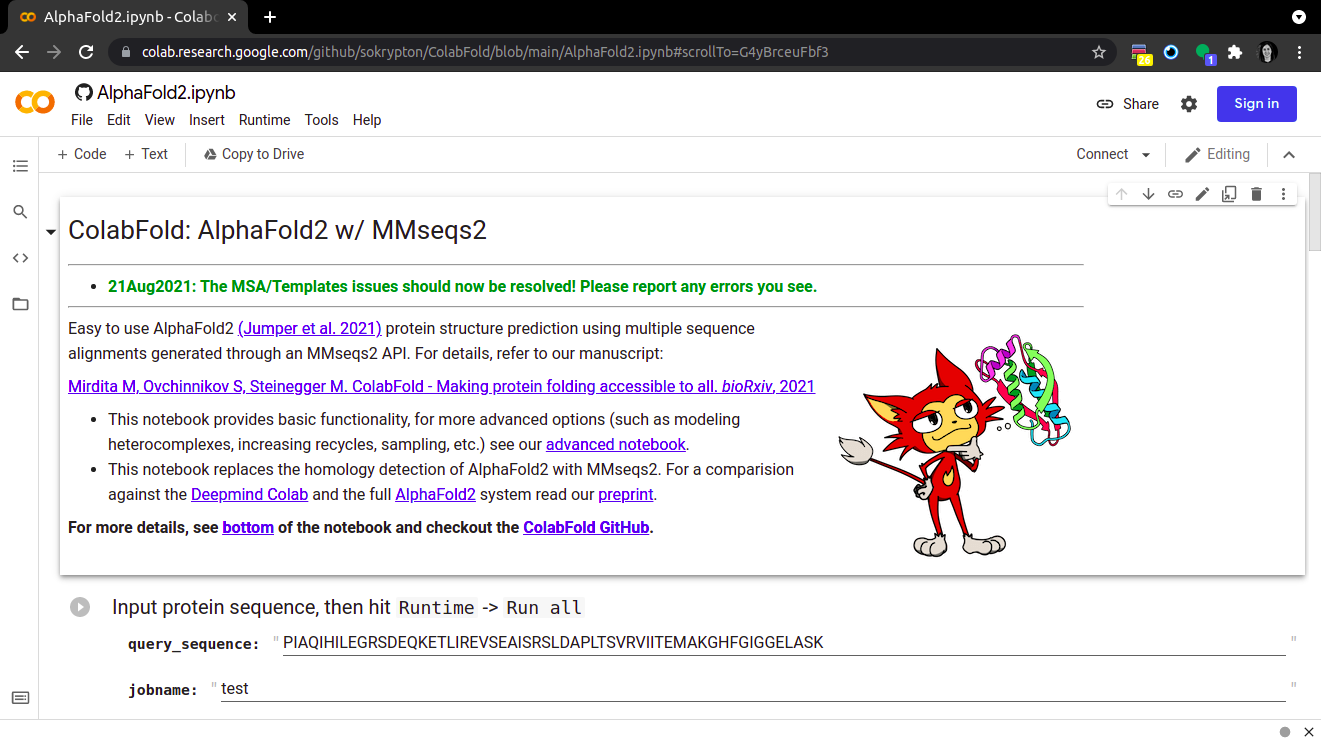 AlphaFold2.ipynb - Colab
colab.research.google.com/github/sokrypton/ColabFold/blob/main/AlphaFold2.ipynb#scrollTo=G4yBrceuFbf3
26
1
AlphaFold2.ipynb
File Edit View Insert Runtime Tools Help
Share
Sign in
+ Code + Text Copy to Drive
Connect
Editing
ColabFold: AlphaFold2 w/ MMseqs2
• 21Aug2021: The MSA/Templates issues should now be resolved! Please report any errors you see.
Easy to use AlphaFold2 (Jumper et al. 2021) protein structure prediction using multiple sequence
alignments generated through an MMseqs2 API. For details, refer to our manuscript:
Mirdita M, Ovchinnikov S, Steinegger M. ColabFold - Making protein folding accessible to all. bioRxiv, 2021
• This notebook provides basic functionality, for more advanced options (such as modeling
heterocomplexes, increasing recycles, sampling, etc.) see our advanced notebook.
• This notebook replaces the homology detection of AlphaFold2 with MMseqs2. For a comparision
against the Deepmind Colab and the full AlphaFold2 system read our preprint.
For more details, see bottom of the notebook and checkout the ColabFold GitHub.
Input protein sequence, then hit Runtime -> Run all
query_sequence: "PIAQIHILEGRSDEQKETLIREVSEAISRSLDAPLTSVRVIITEMAKGHFGIGGELASK"
jobname: "test"